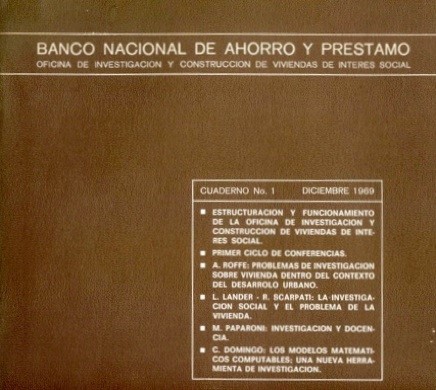 BANCO NACIONAL DE AHORRO Y PRESTAMO
OFICINA DE INVESTIGACION Y CONSTRUCCION DE VIVIENDAS DE INTERES SOCIAL
CUADERNO No. 1 DICIEMBRE 1969
■ ESTRUCTURACION Y FUNCIONAMIENTO
DE LA OFICINA DE INVESTIGACION Y
CONSTRUCCION DE VIVIENDAS DE INTE-
RES SOCIAL.
■ PRIMER CICLO DE CONFERENCIAS.
■ A. ROFFE: PROBLEMAS DE INVESTIGACION
SOBRE VIVIENDA DENTRO DEL CONTEXTO
DEL DESARROLO URBANO.
■ L. LANDER - R. SCARPATI: LA INVESTIGA-
CION SOCIAL Y EL PROBLEMA DE LA
VIVIENDA.
■ M. PAPARONI: INVESTIGACION Y DOCEN-
CIA.
■ C. DOMINGO: LOS MODELOS MATEMATI-
COS COMPUTABLES; UNA NUEVA HERRA-
MIENTA DE INVESTIGACION.